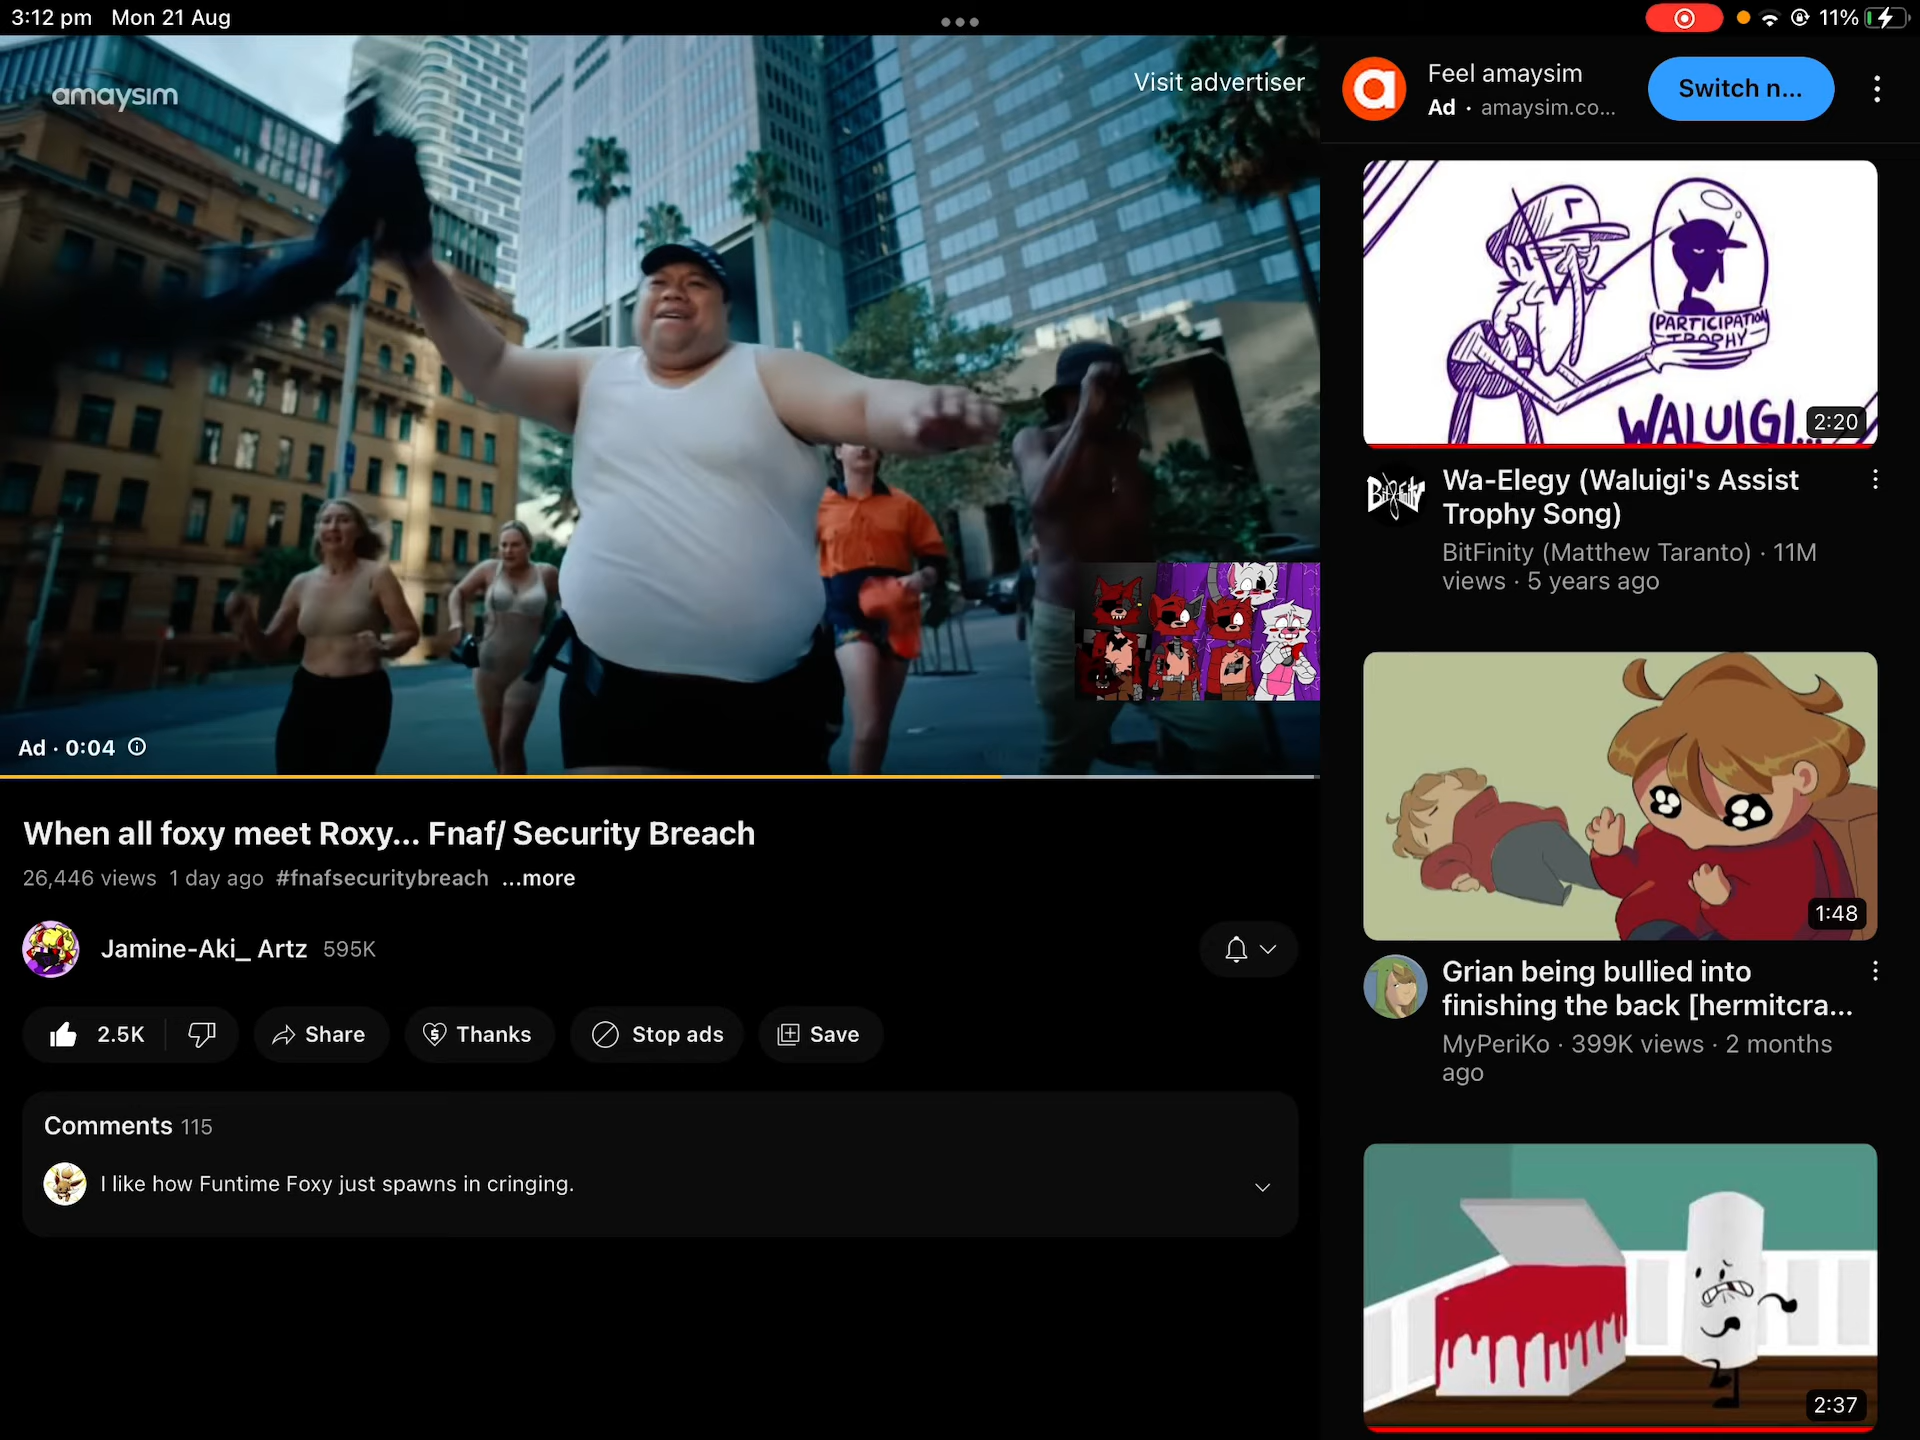 3:12 pm Mon 21 Aug
11%
amaysim
Visit advertiser
Ad · 0:04
When all foxy meet Roxy... Fnaf/ Security Breach
26,446 views 1 day ago #fnafsecuritybreach ...more
Jamine-Aki_ Artz 595K
2.5K
Share
Thanks
Stop ads
Save
Comments 115
I like how Funtime Foxy just spawns in cringing.
Feel amaysim
Ad · amaysim.co...
Switch n...
PARTICIPATION
TROPHY
WALUIGI...
2:20
BitFinity
Wa-Elegy (Waluigi's Assist
Trophy Song)
BitFinity (Matthew Taranto) · 11M
views · 5 years ago
1:48
Grian being bullied into
finishing the back [hermitcra...
MyPeriKo · 399K views · 2 months
ago
2:37